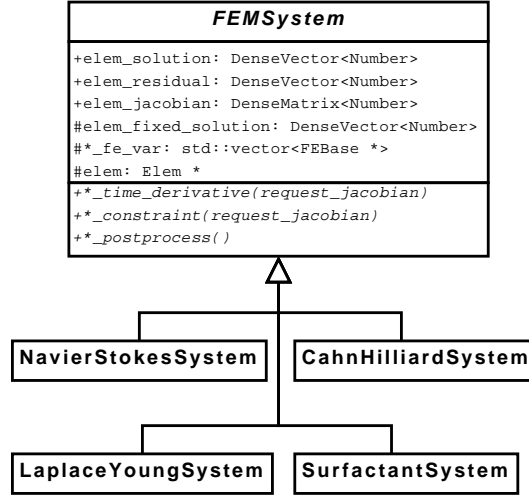 FEMSystem
+elem_solution: DenseVector<Number>
+elem_residual: DenseVector<Number>
+elem_jacobian: DenseMatrix<Number>
#elem_fixed_solution: DenseVector<Number>
#*_fe_var: std::vector<FEBase *>
#elem: Elem *
+*_time_derivative(request_jacobian)
+*_constraint(request_jacobian)
+*_postprocess()
NavierStokesSystem
CahnHilliardSystem
LaplaceYoungSystem
SurfactantSystem